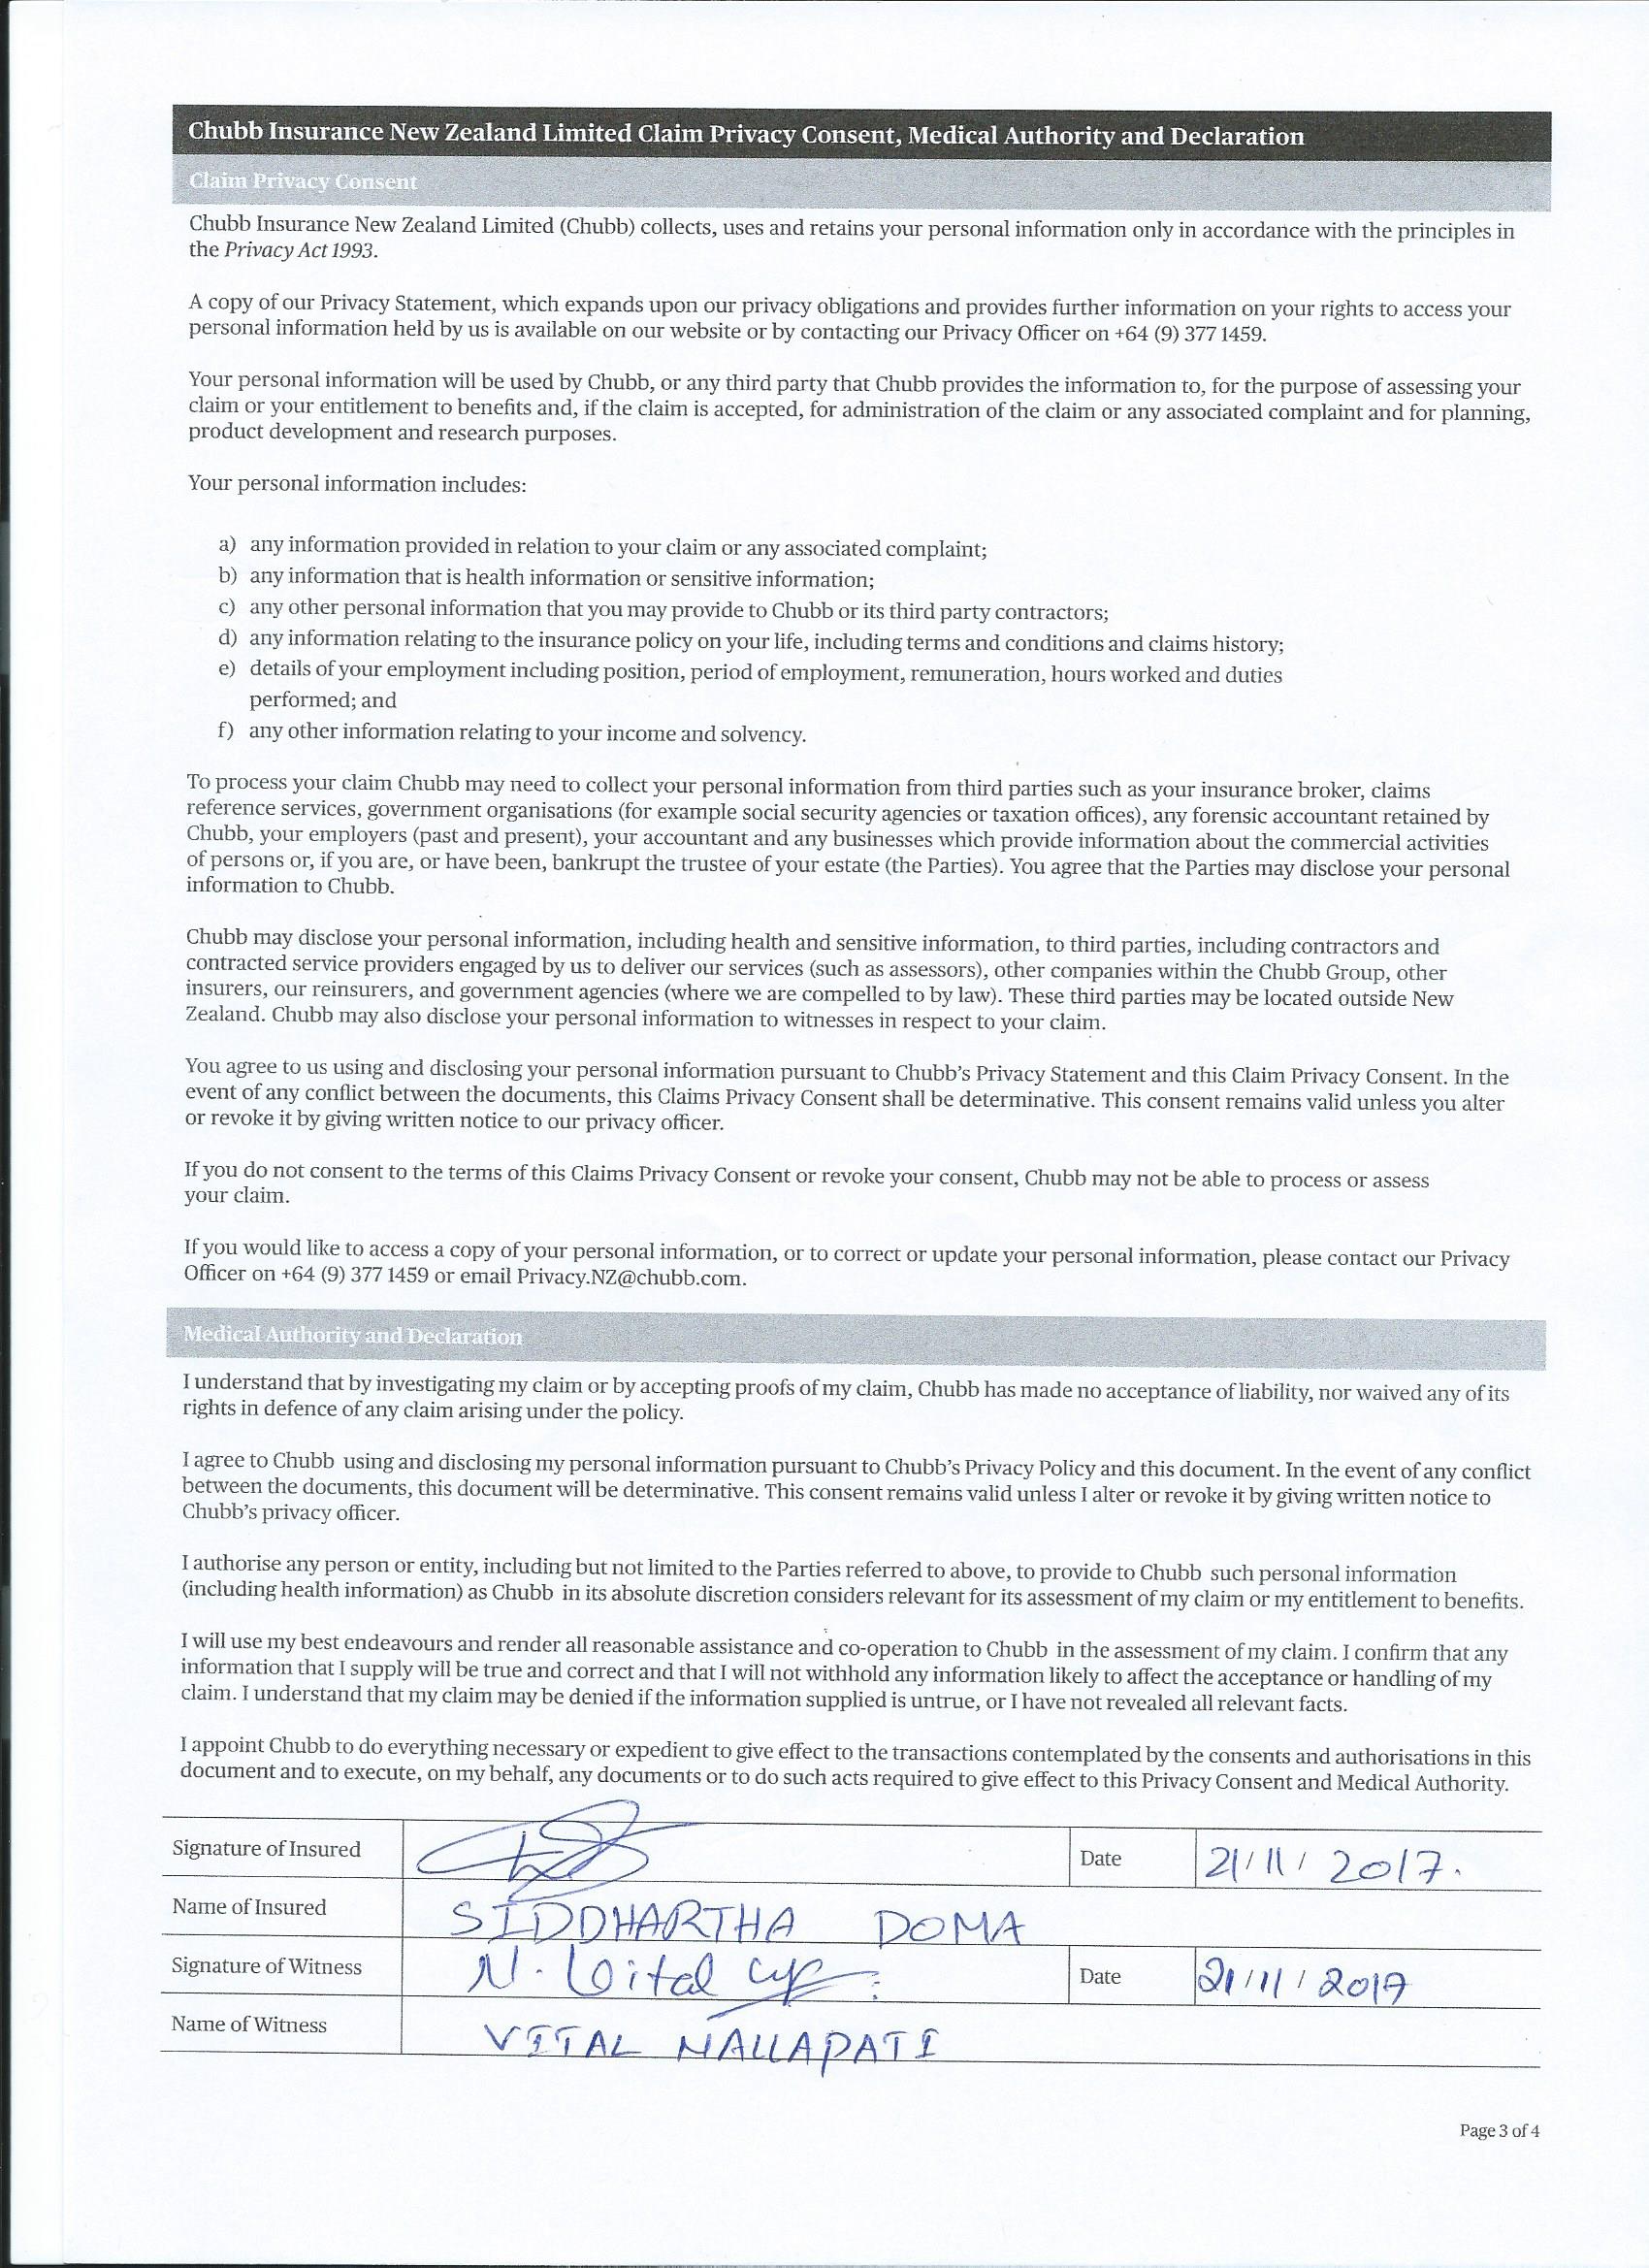 Chubb Insurance New Zealand Limited Claim Privacy Consent, Medical Authority and Declaration
Claim Privacy Consent
Chubb Insurance New Zealand Limited (Chubb) collects, uses and retains your personal information only in accordance with the principles in
the Privacy Act 1993.
A copy of our Privacy Statement, which expands upon our privacy obligations and provides further information on your rights to access your
personal information held by us is available on our website or by contacting our Privacy Officer on +64 (9) 377 1459.
Your personal information will be used by Chubb, or any third party that Chubb provides the information to, for the purpose of assessing your
claim or your entitlement to benefits and, if the claim is accepted, for administration of the claim or any associated complaint and for planning,
product development and research purposes.
Your personal information includes:
a) any information provided in relation to your claim or any associated complaint;
b) any information that is health information or sensitive information;
c) any other personal information that you may provide to Chubb or its third party contractors;
d) any information relating to the insurance policy on your life, including terms and conditions and claims history;
e) details of your employment including position, period of employment, remuneration, hours worked and duties
performed; and
f) any other information relating to your income and solvency.
To process your claim Chubb may need to collect your personal information from third parties such as your insurance broker, claims
reference services, government organisations (for example social security agencies or taxation offices), any forensic accountant retained by
Chubb, your employers (past and present), your accountant and any businesses which provide information about the commercial activities
of persons or, if you are, or have been, bankrupt the trustee of your estate (the Parties). You agree that the Parties may disclose your personal
information to Chubb.
Chubb may disclose your personal information, including health and sensitive information, to third parties, including contractors and
contracted service providers engaged by us to deliver our services (such as assessors), other companies within the Chubb Group, other
insurers, our reinsurers, and government agencies (where we are compelled to by law). These third parties may be located outside New
Zealand. Chubb may also disclose your personal information to witnesses in respect to your claim.
You agree to us using and disclosing your personal information pursuant to Chubb's Privacy Statement and this Claim Privacy Consent. In the
event of any conflict between the documents, this Claims Privacy Consent shall be determinative. This consent remains valid unless you alter
or revoke it by giving written notice to our privacy officer.
If you do not consent to the terms of this Claims Privacy Consent or revoke your consent, Chubb may not be able to process or assess
your claim.
If you would like to access a copy of your personal information, or to correct or update your personal information, please contact our Privacy
Officer on +64 (9) 377 1459 or email Privacy.NZ@chubb.com.
Medical Authority and Declaration
I understand that by investigating my claim or by accepting proofs of my claim, Chubb has made no acceptance of liability, nor waived any of its
rights in defence of any claim arising under the policy.
I agree to Chubb using and disclosing my personal information pursuant to Chubb's Privacy Policy and this document. In the event of any conflict
between the documents, this document will be determinative. This consent remains valid unless I alter or revoke it by giving written notice to
Chubb's privacy officer.
I authorise any person or entity, including but not limited to the Parties referred to above, to provide to Chubb such personal information
(including health information) as Chubb in its absolute discretion considers relevant for its assessment of my claim or my entitlement to benefits.
I will use my best endeavours and render all reasonable assistance and co-operation to Chubb in the assessment of my claim. I confirm that any
information that I supply will be true and correct and that I will not withhold any information likely to affect the acceptance or handling of my
claim. I understand that my claim may be denied if the information supplied is untrue, or I have not revealed all relevant facts.
I appoint Chubb to do everything necessary or expedient to give effect to the transactions contemplated by the consents and authorisations in this
document and to execute, on my behalf, any documents or to do such acts required to give effect to this Privacy Consent and Medical Authority.
Signature of Insured Date 21/11/2017.
Name of Insured SIDDHARTHA DOMA
Signature of Witness N. Vital Date 21/11/2017
Name of Witness VITAL NALLAPATI
Page 3 of 4